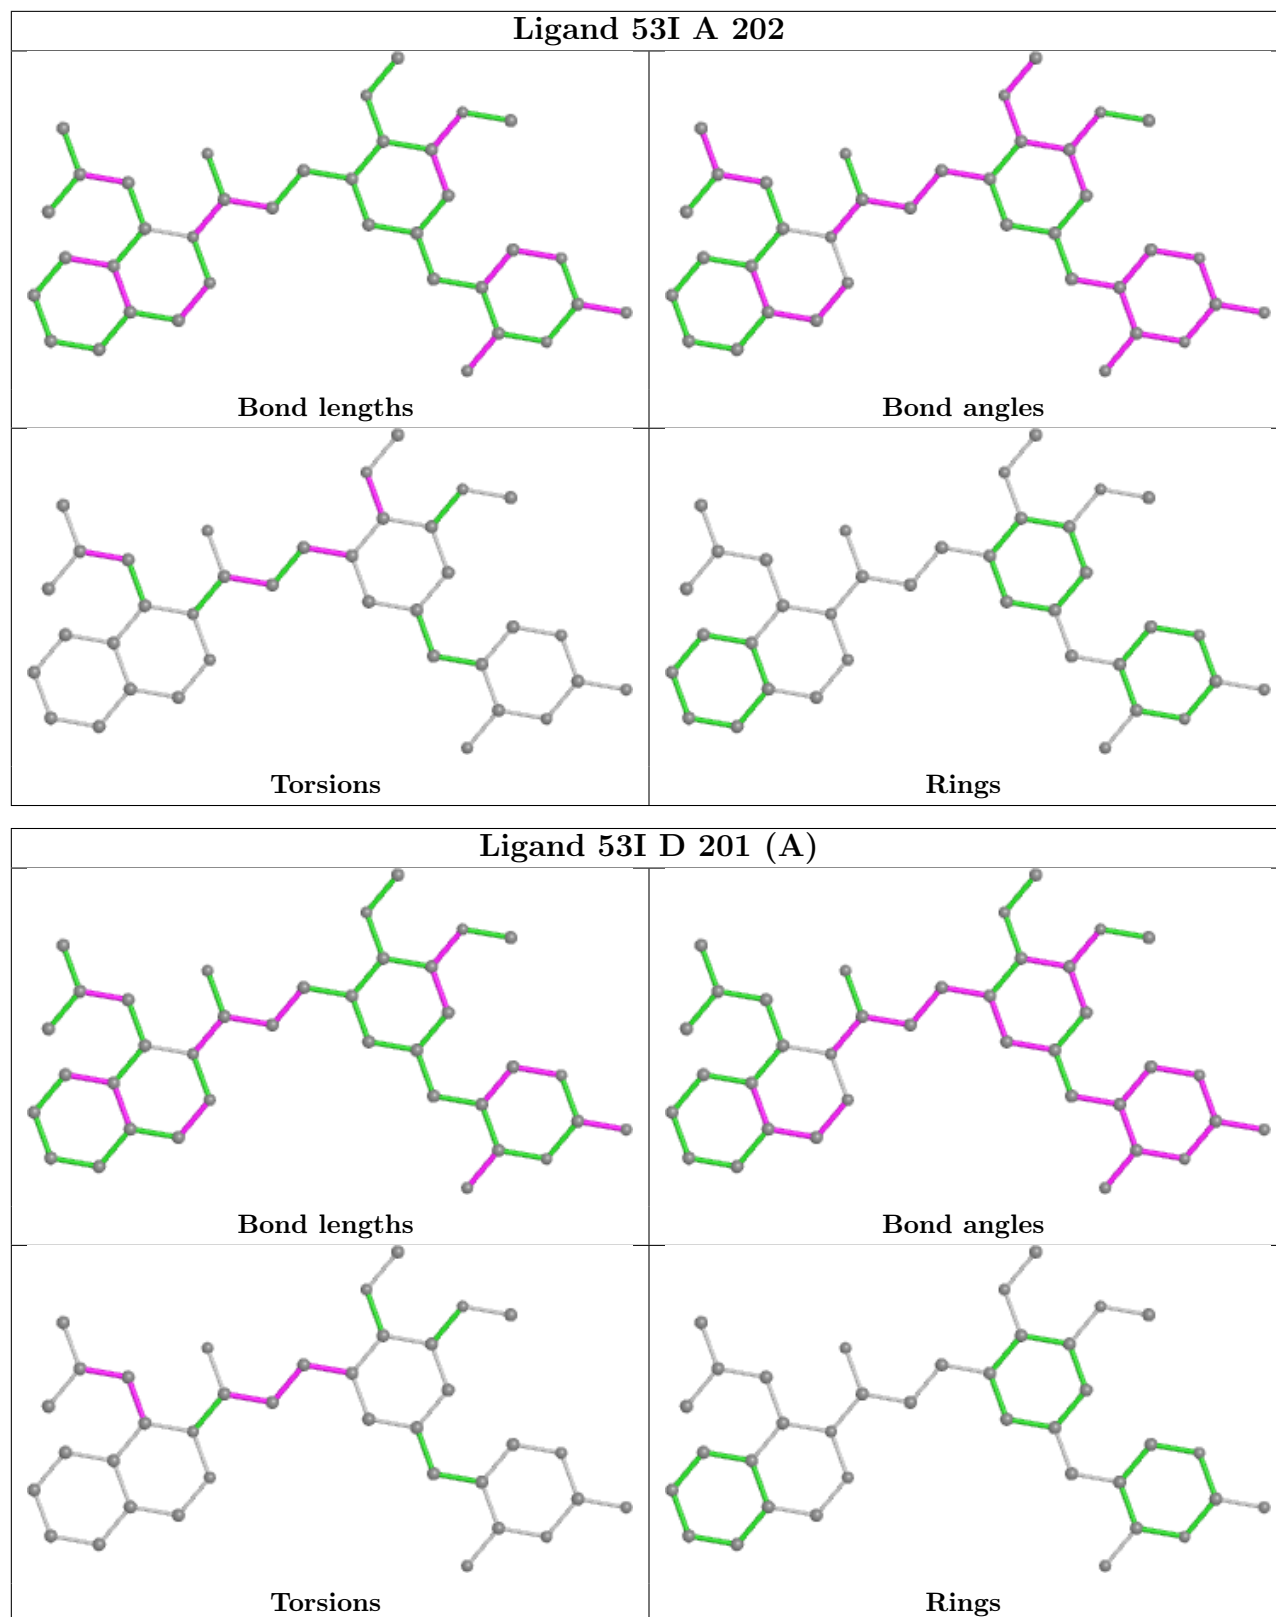 Ligand 53I A 202
Bond lengths
Bond angles
Torsions
Rings
Ligand 53I D 201 (A)
Bond lengths
Bond angles
Torsions
Rings